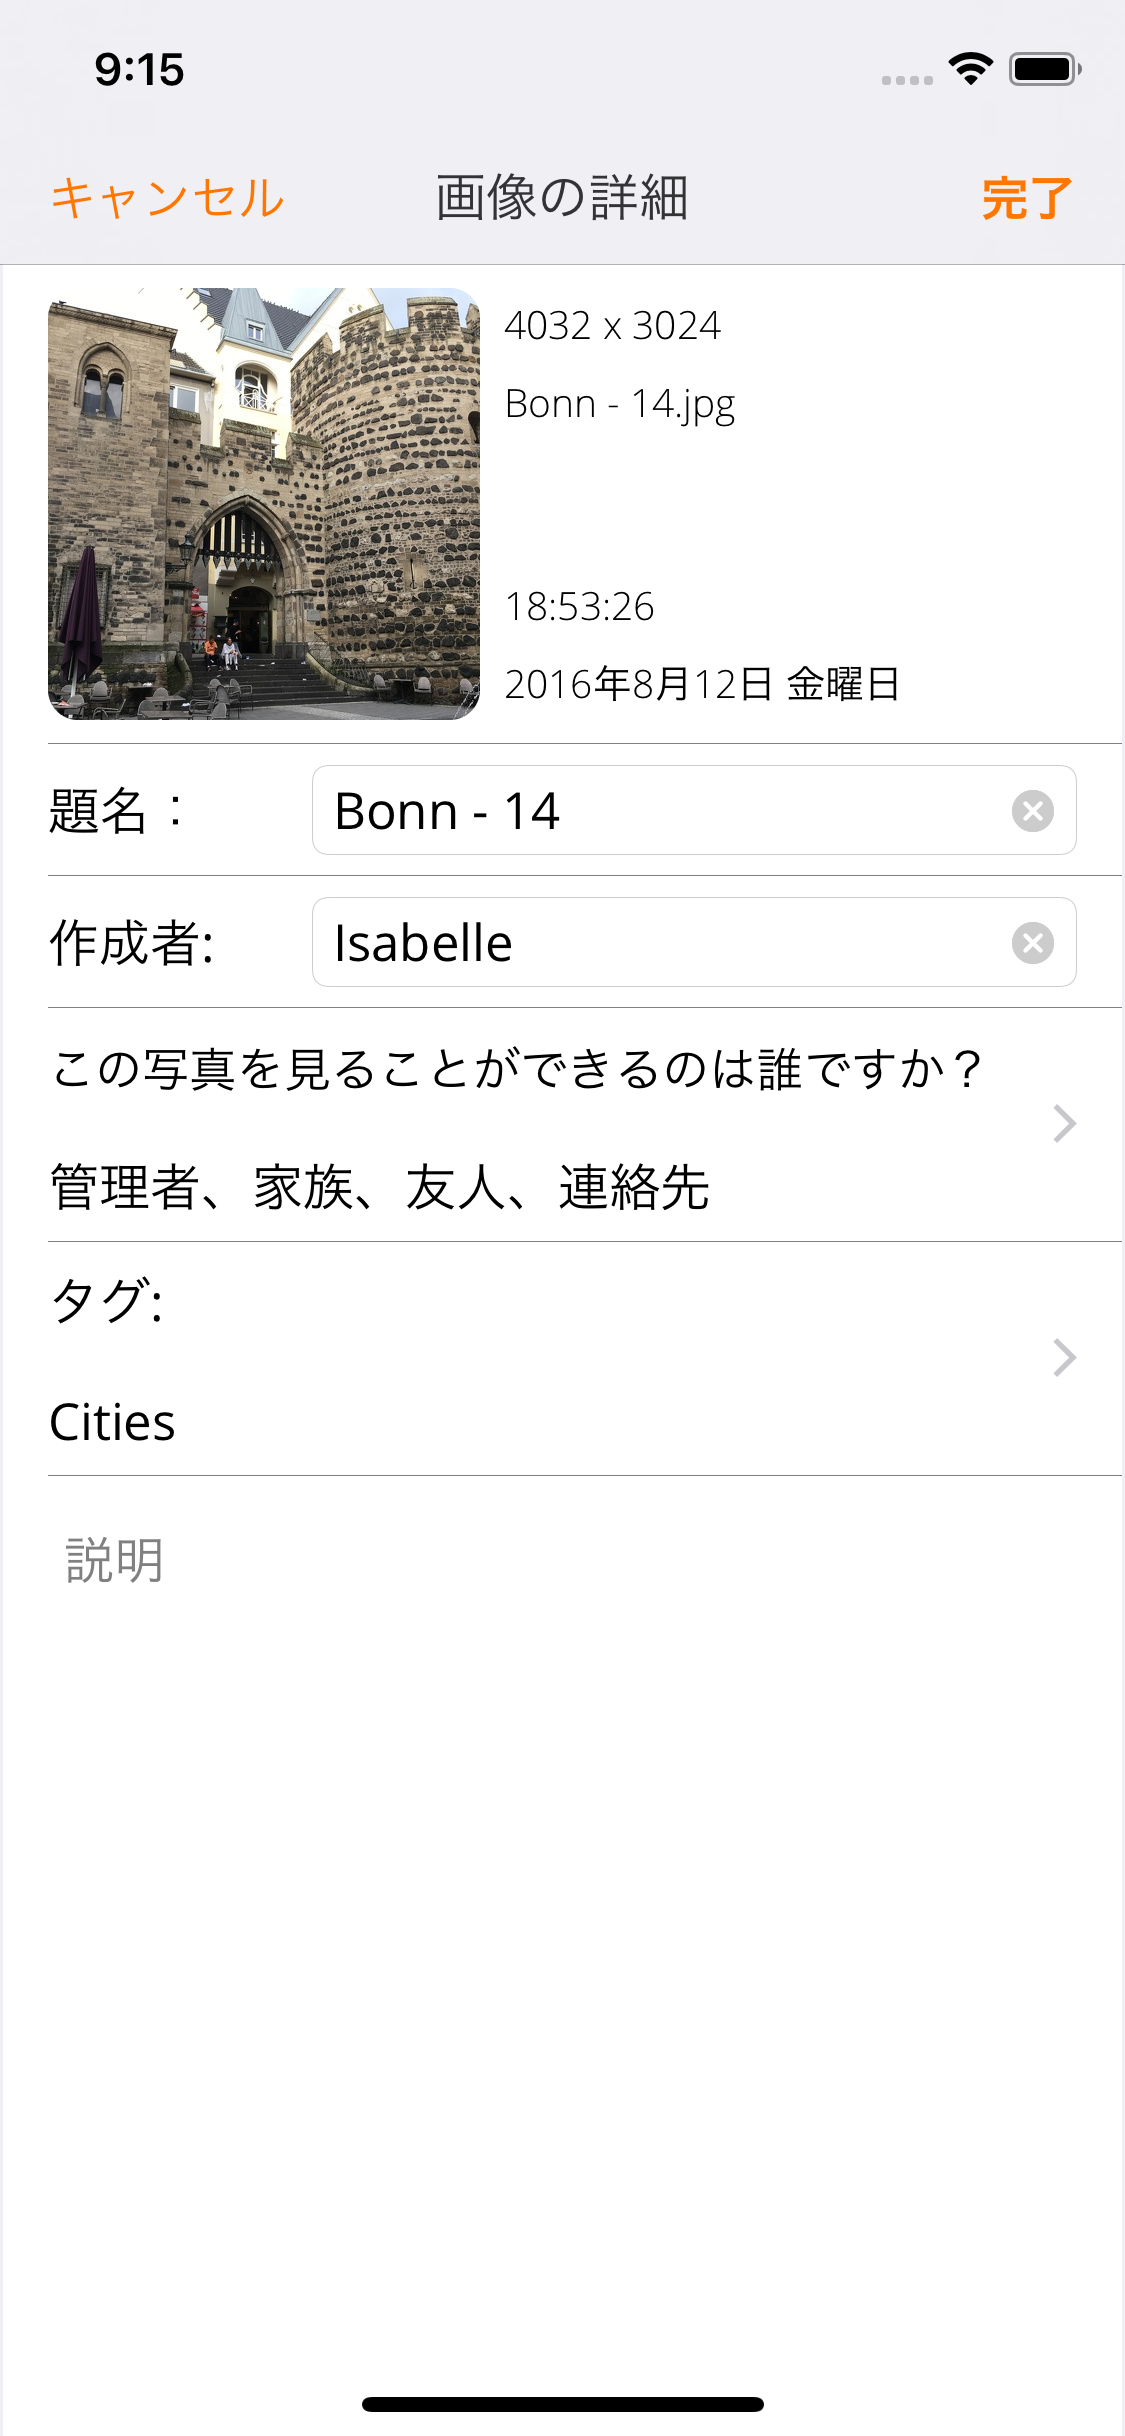 9:15
キャンセル 画像の詳細 完了
4032 x 3024
Bonn - 14.jpg
18:53:26
2016年8月12日 金曜日
題名： Bonn - 14
作成者: Isabelle
この写真を見ることができるのは誰ですか？
管理者、家族、友人、連絡先
タグ:
Cities
説明